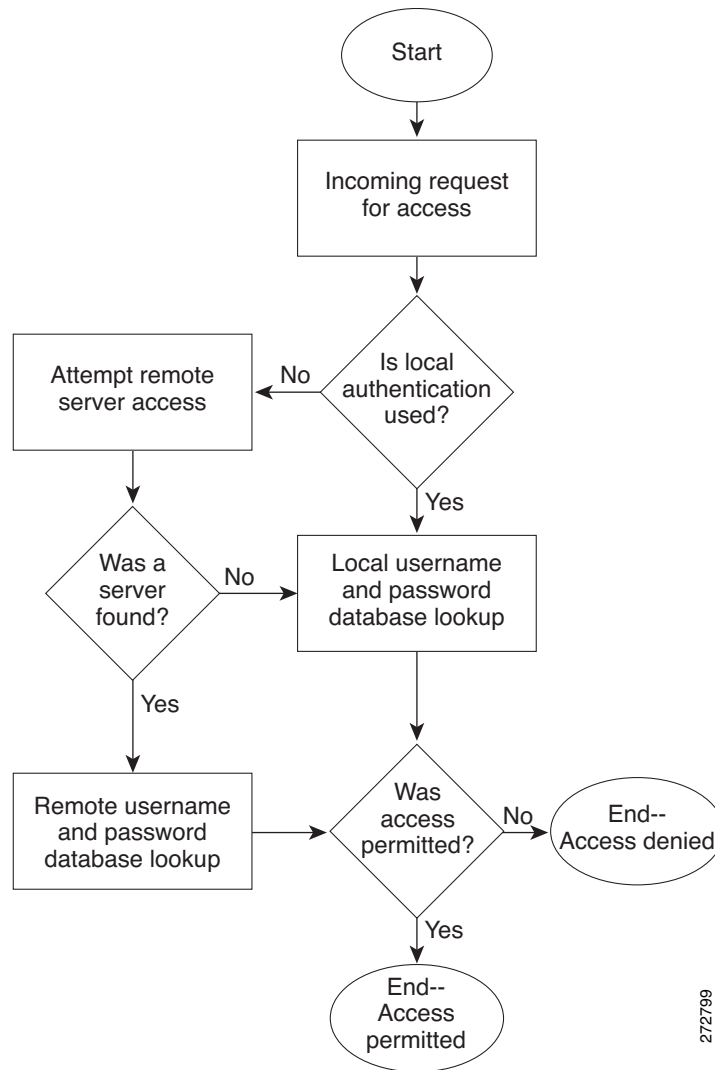 Start
Incoming request
for access
Is local
authentication
used?
No
Attempt remote
server access
Yes
Was a
server
found?
No
Local username
and password
database lookup
Yes
Remote username
and password
database lookup
Was
access
permitted?
No
End--
Access denied
Yes
End--
Access
permitted
272799